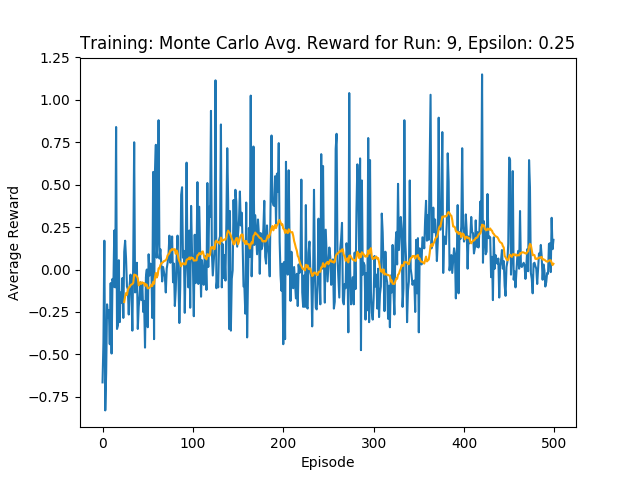 Training: Monte Carlo Avg. Reward for Run: 9, Epsilon: 0.25
1.25
1.00
0.75
0.50
0.25
0.00
−0.25
−0.50
−0.75
Average Reward
0 100 200 300 400 500
Episode